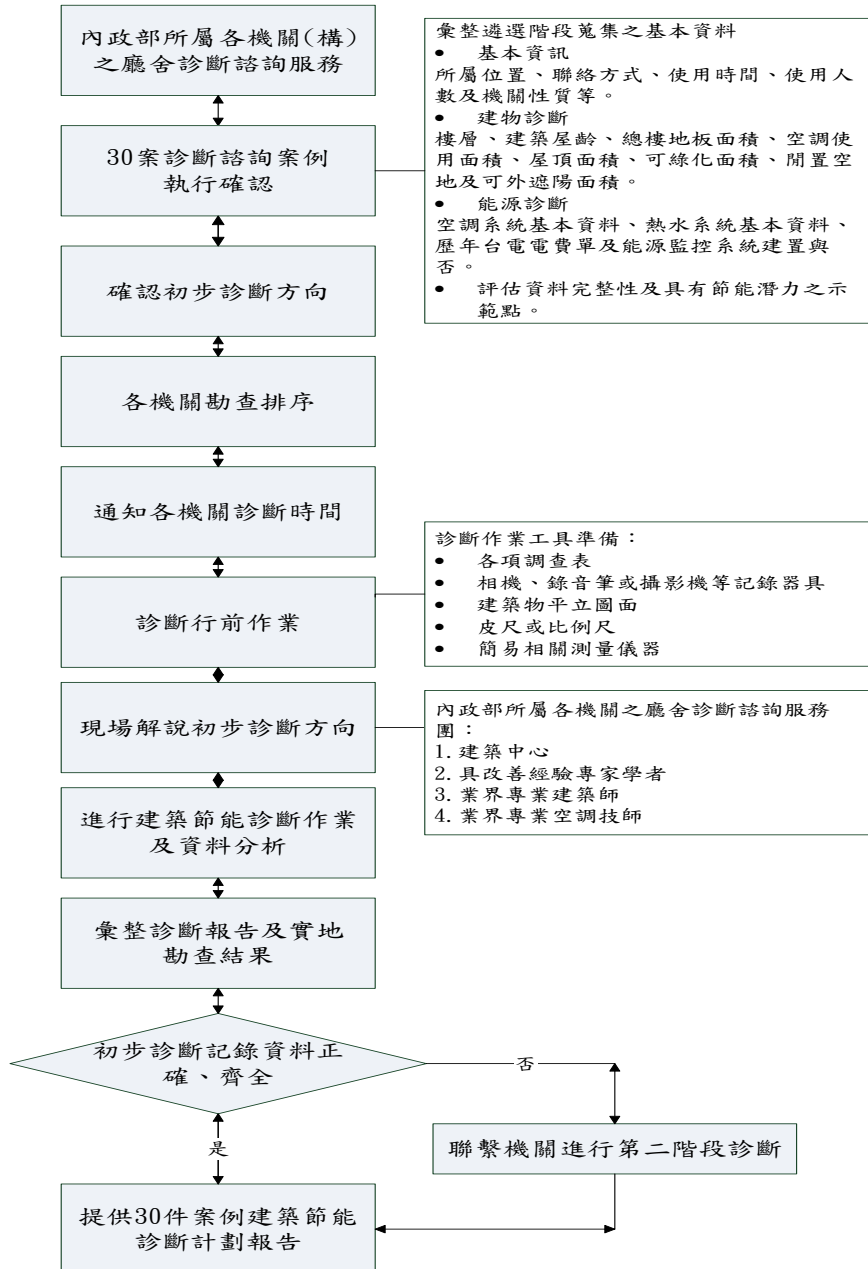 內政部所屬各機關(構)
之廳舍診斷諮詢服務
30案診斷諮詢案例
執行確認
彙整遴選階段蒐集之基本資料
• 基本資訊
所屬位置、聯絡方式、使用時間、使用人
數及機關性質等。
• 建物診斷
樓層、建築屋齡、總樓地板面積、空調使
用面積、屋頂面積、可綠化面積、閒置空
地及可外遮陽面積。
• 能源診斷
空調系統基本資料、熱水系統基本資料、
歷年台電電費單及能源監控系統建置與
否。
• 評估資料完整性及具有節能潛力之示
範點。
確認初步診斷方向
各機關勘查排序
通知各機關診斷時間
診斷行前作業
診斷作業工具準備：
• 各項調查表
• 相機、錄音筆或攝影機等記錄器具
• 建築物平立圖面
• 皮尺或比例尺
• 簡易相關測量儀器
現場解說初步診斷方向
內政部所屬各機關之廳舍診斷諮詢服務
團：
1. 建築中心
2. 具改善經驗專家學者
3. 業界專業建築師
4. 業界專業空調技師
進行建築節能診斷作業
及資料分析
彙整診斷報告及實地
勘查結果
初步診斷記錄資料正
確、齊全
否
是
聯繫機關進行第二階段診斷
提供30件案例建築節能
診斷計劃報告